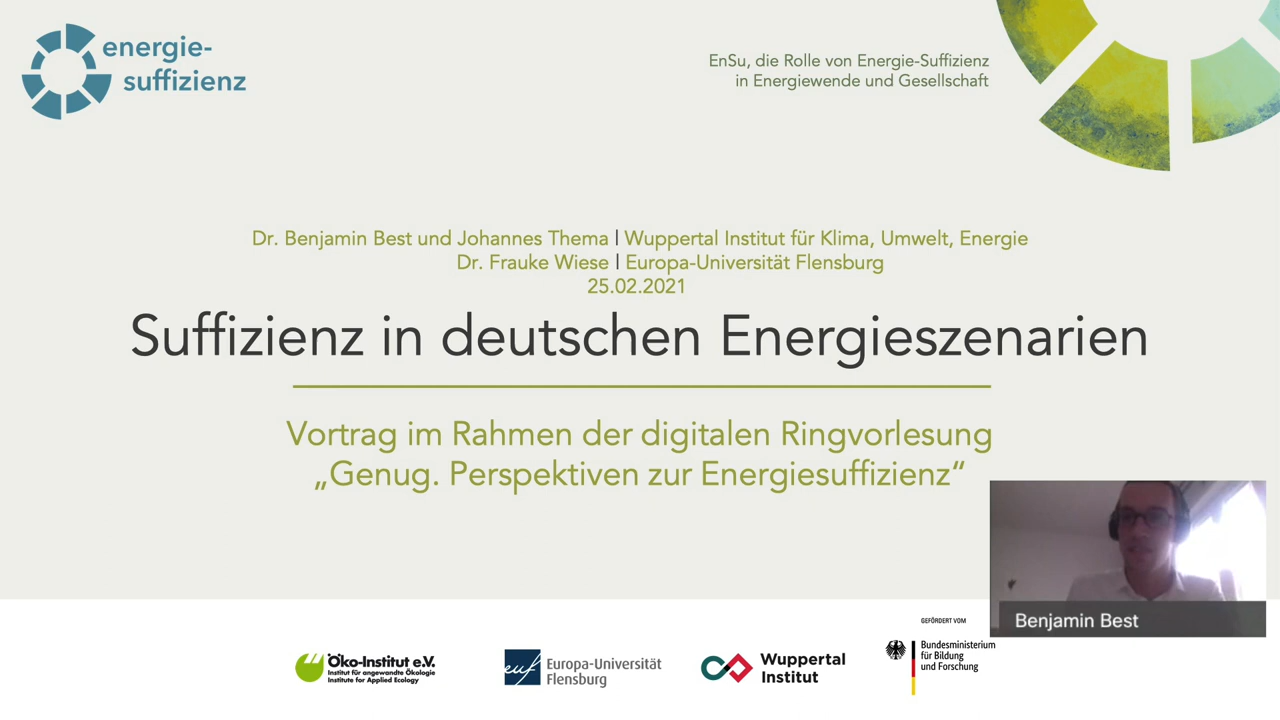 energie-
suffizienz
EnSu, die Rolle von Energie-Suffizienz
in Energiewende und Gesellschaft
Dr. Benjamin Best und Johannes Thema | Wuppertal Institut für Klima, Umwelt, Energie
Dr. Frauke Wiese | Europa-Universität Flensburg
25.02.2021
Suffizienz in deutschen Energieszenarien
Vortrag im Rahmen der digitalen Ringvorlesung
„Genug. Perspektiven zur Energiesuffizienz“
Benjamin Best
Öko-Institut e.V.
Institut für angewandte Ökologie
Institute for Applied Ecology
euf
Europa-Universität
Flensburg
Wuppertal
Institut
GEFÖRDERT VOM
Bundesministerium
für Bildung
und Forschung